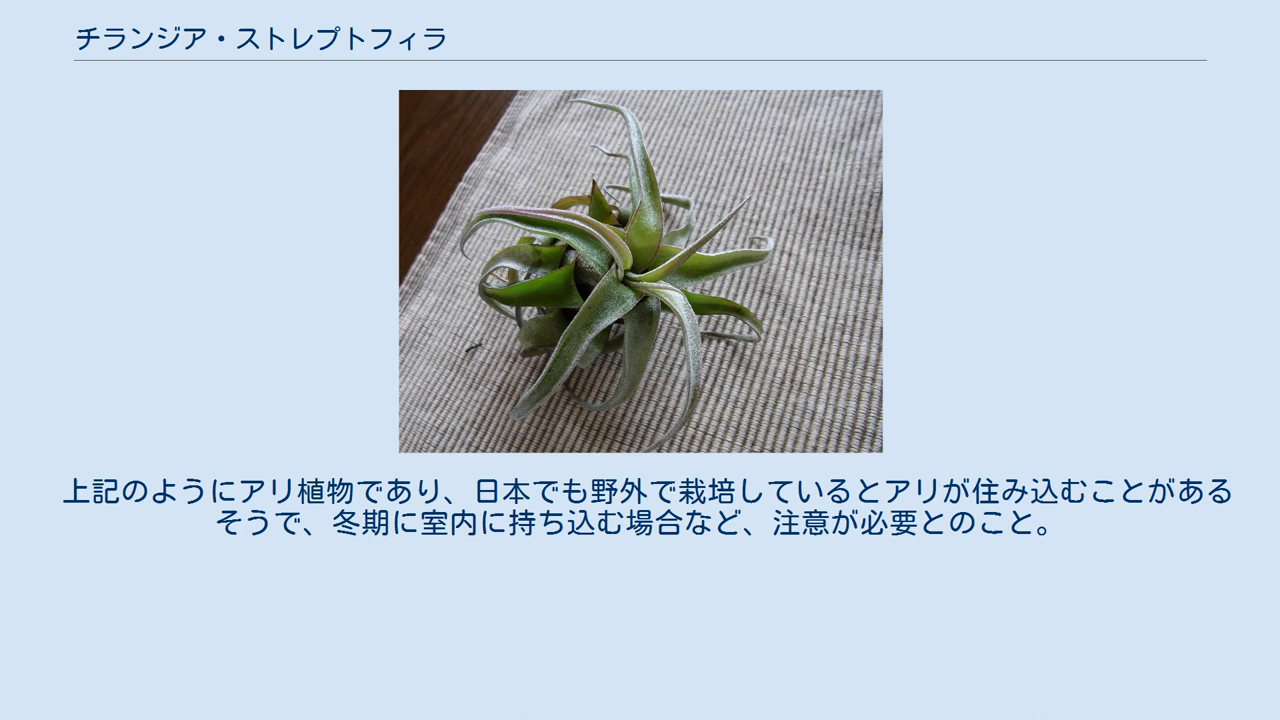 チランジア・ストレプトフィラ
上記のようにアリ植物であり、日本でも野外で栽培しているとアリが住み込むことがある
そうで、冬期に室内に持ち込む場合など、注意が必要とのこと。